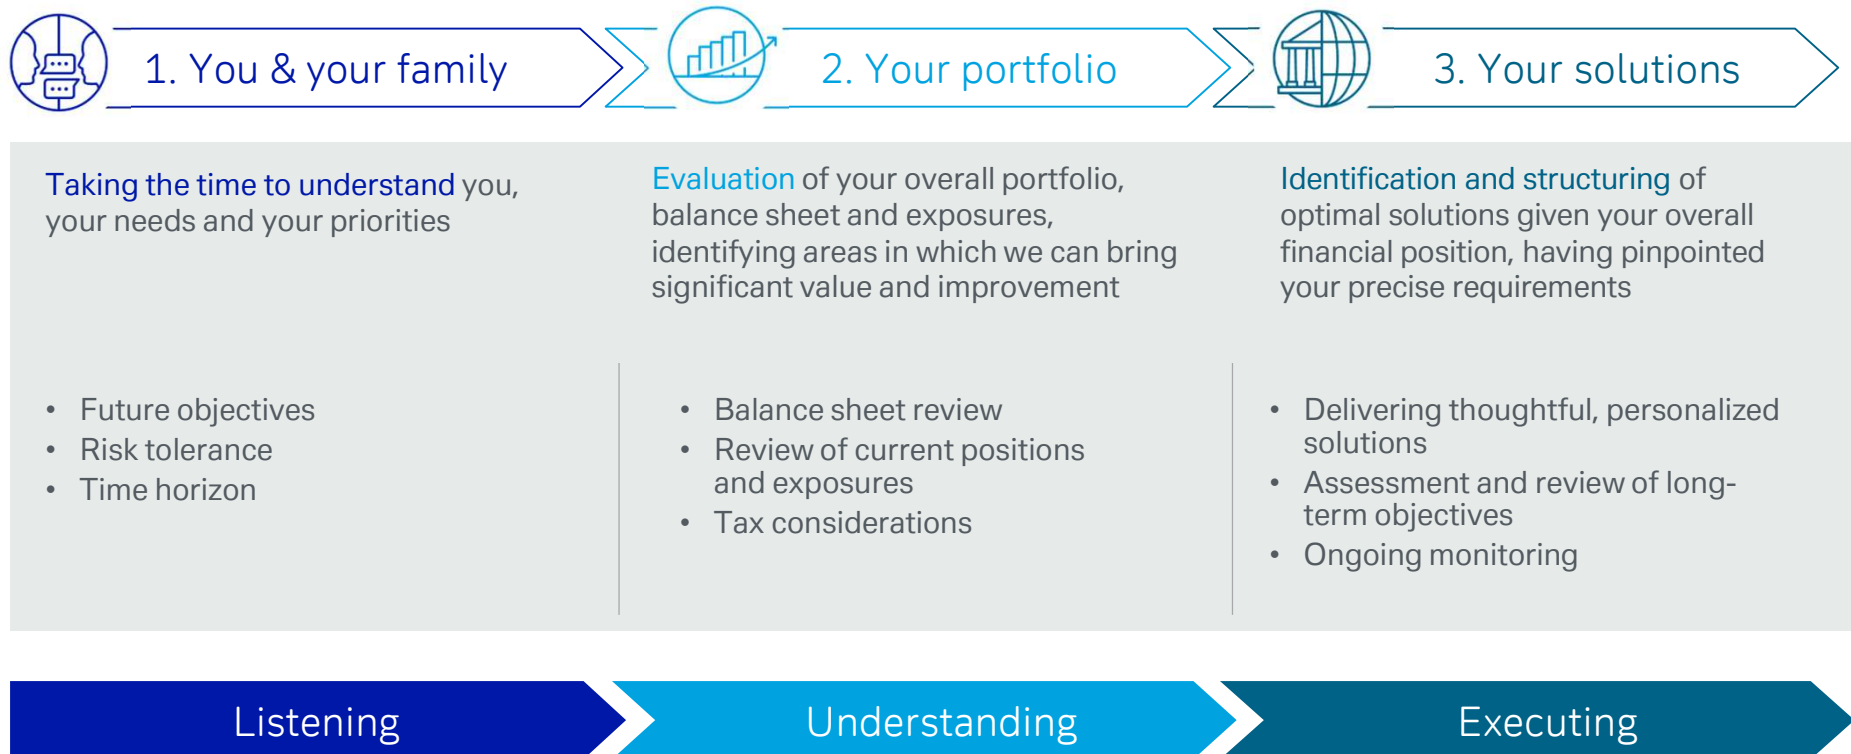 1. You & your family
2. Your portfolio
3. Your solutions
Taking the time to understand you,
your needs and your priorities
Evaluation of your overall portfolio,
balance sheet and exposures,
identifying areas in which we can bring
significant value and improvement
Identification and structuring of
optimal solutions given your overall
financial position, having pinpointed
your precise requirements
• Future objectives
• Risk tolerance
• Time horizon
• Balance sheet review
• Review of current positions
and exposures
• Tax considerations
• Delivering thoughtful, personalized
solutions
• Assessment and review of long-
term objectives
• Ongoing monitoring
Listening
Understanding
Executing